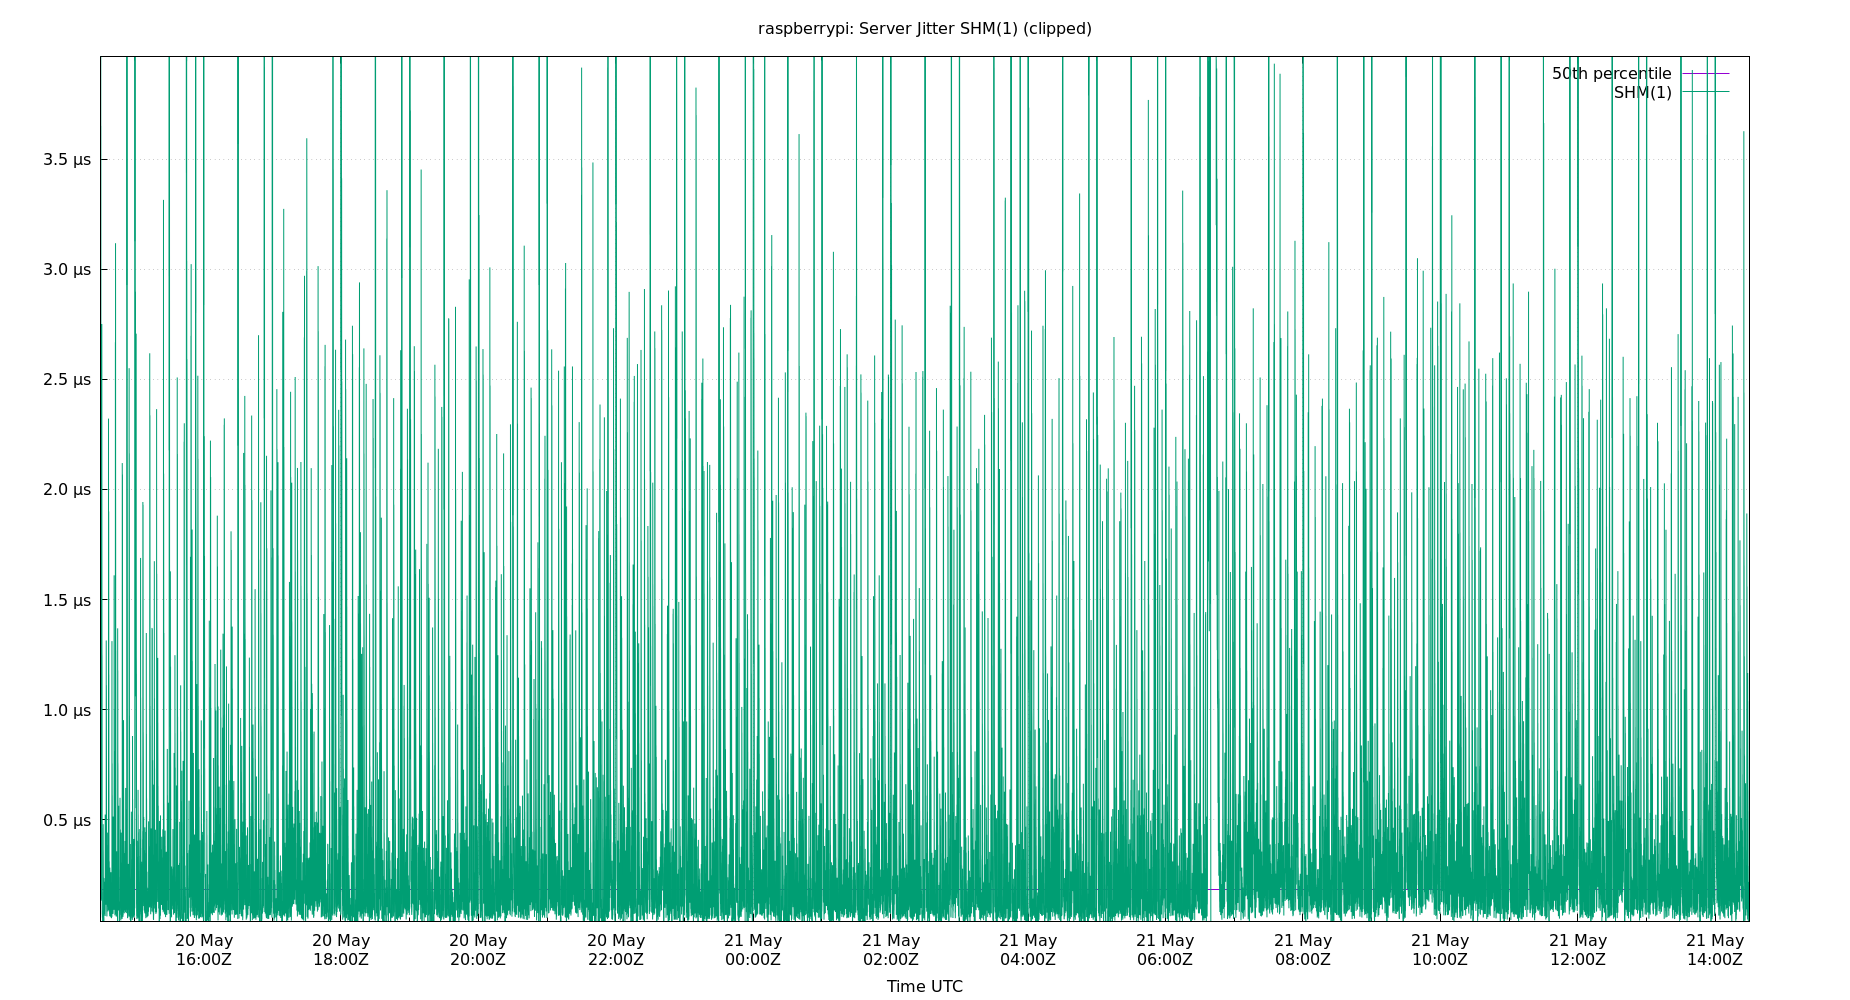 raspberrypi: Server Jitter SHM(1) (clipped)
50th percentile
SHM(1)
3.5 µs
3.0 µs
2.5 µs
2.0 µs
1.5 µs
1.0 µs
0.5 µs
20 May 20 May 20 May 20 May 21 May 21 May 21 May 21 May 21 May 21 May 21 May 21 May
16:00Z 18:00Z 20:00Z 22:00Z 00:00Z 02:00Z 04:00Z 06:00Z 08:00Z 10:00Z 12:00Z 14:00Z
Time UTC